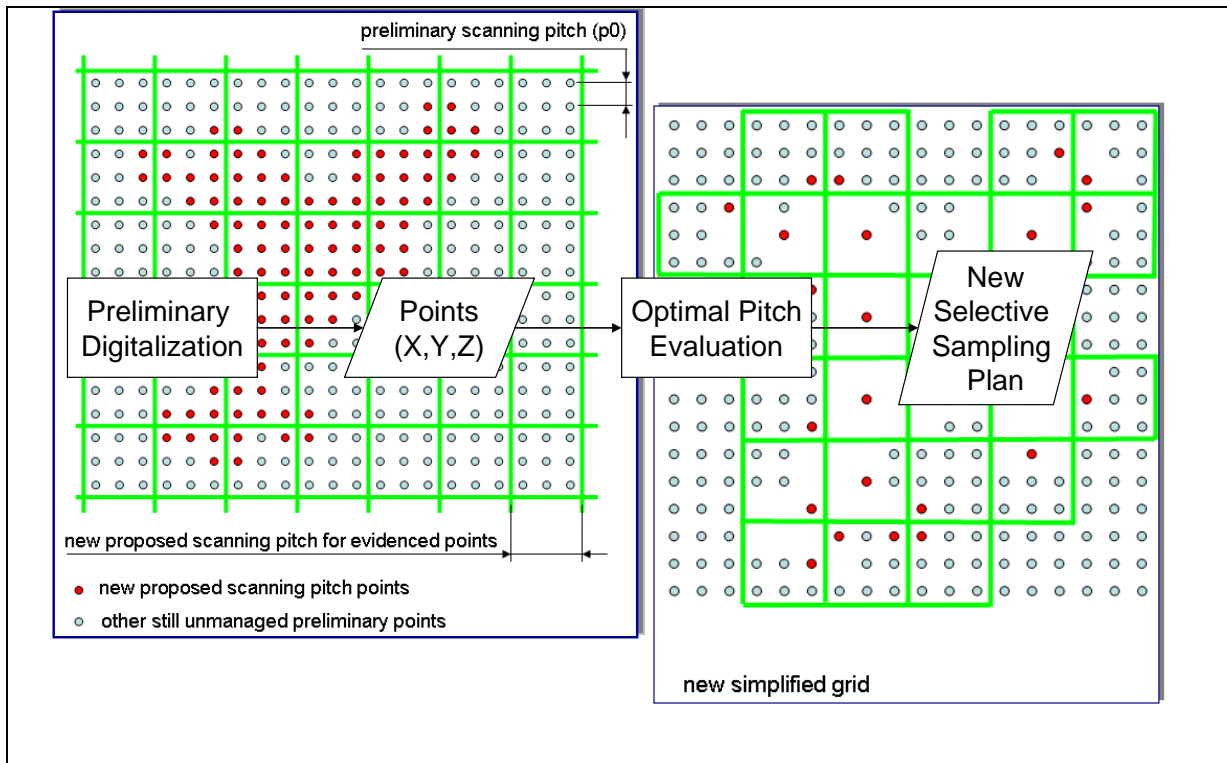 preliminary scanning pitch (p0)
Preliminary
Digitalization
Points
(X,Y,Z)
Optimal Pitch
Evaluation
New
Selective
Sampling
Plan
new proposed scanning pitch for evidenced points
new proposed scanning pitch points
other still unmanaged preliminary points
new simplified grid